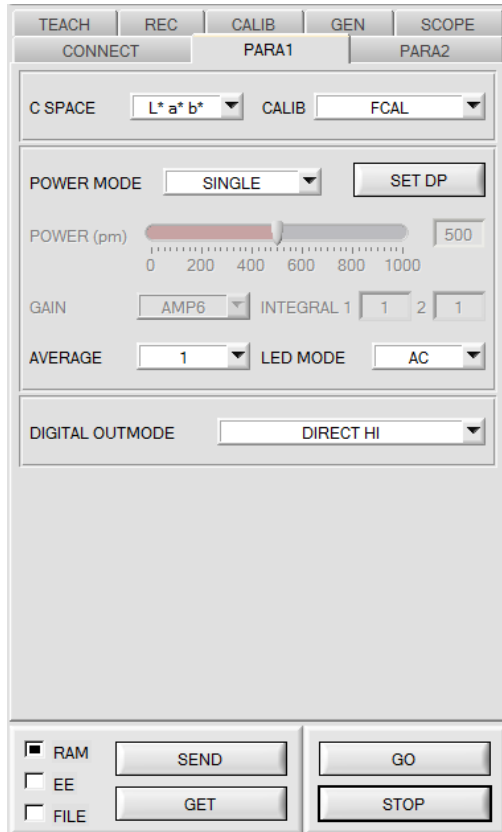 TEACH REC CALIB GEN SCOPE
CONNECT PARA1 PARA2
C SPACE L* a* b* CALIB FCAL
POWER MODE SINGLE SET DP
POWER (pm) 500
0 200 400 600 800 1000
GAIN AMP6 INTEGRAL 1 1 2 1
AVERAGE 1 LED MODE AC
DIGITAL OUTMODE DIRECT HI
RAM SEND GO
EE
FILE GET STOP